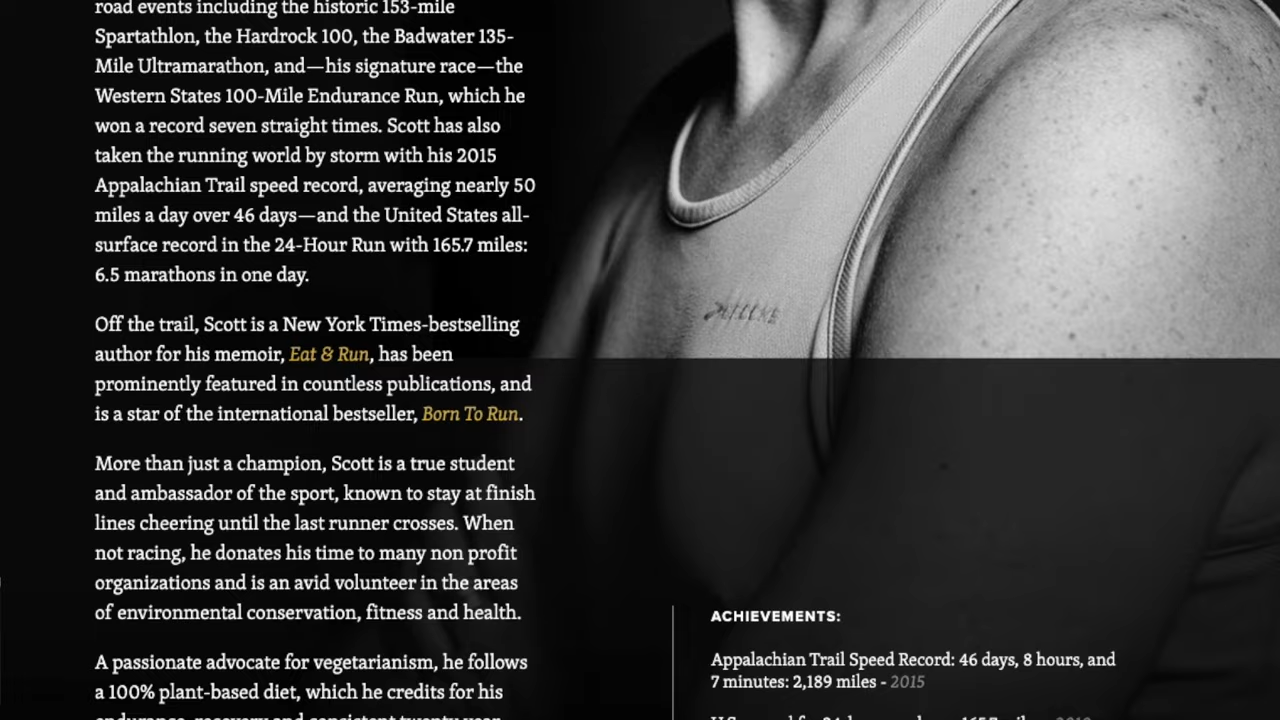 road events including the historic 153-mile
Spartathlon, the Hardrock 100, the Badwater 135-
Mile Ultramarathon, and—his signature race—the
Western States 100-Mile Endurance Run, which he
won a record seven straight times. Scott has also
taken the running world by storm with his 2015
Appalachian Trail speed record, averaging nearly 50
miles a day over 46 days—and the United States all-
surface record in the 24-Hour Run with 165.7 miles:
6.5 marathons in one day.
Off the trail, Scott is a New York Times-bestselling
author for his memoir, Eat & Run, has been
prominently featured in countless publications, and
is a star of the international bestseller, Born To Run.
More than just a champion, Scott is a true student
and ambassador of the sport, known to stay at finish
lines cheering until the last runner crosses. When
not racing, he donates his time to many non profit
organizations and is an avid volunteer in the areas
of environmental conservation, fitness and health.
A passionate advocate for vegetarianism, he follows
a 100% plant-based diet, which he credits for his
ACHIEVEMENTS:
Appalachian Trail Speed Record: 46 days, 8 hours, and
7 minutes: 2,189 miles - 2015